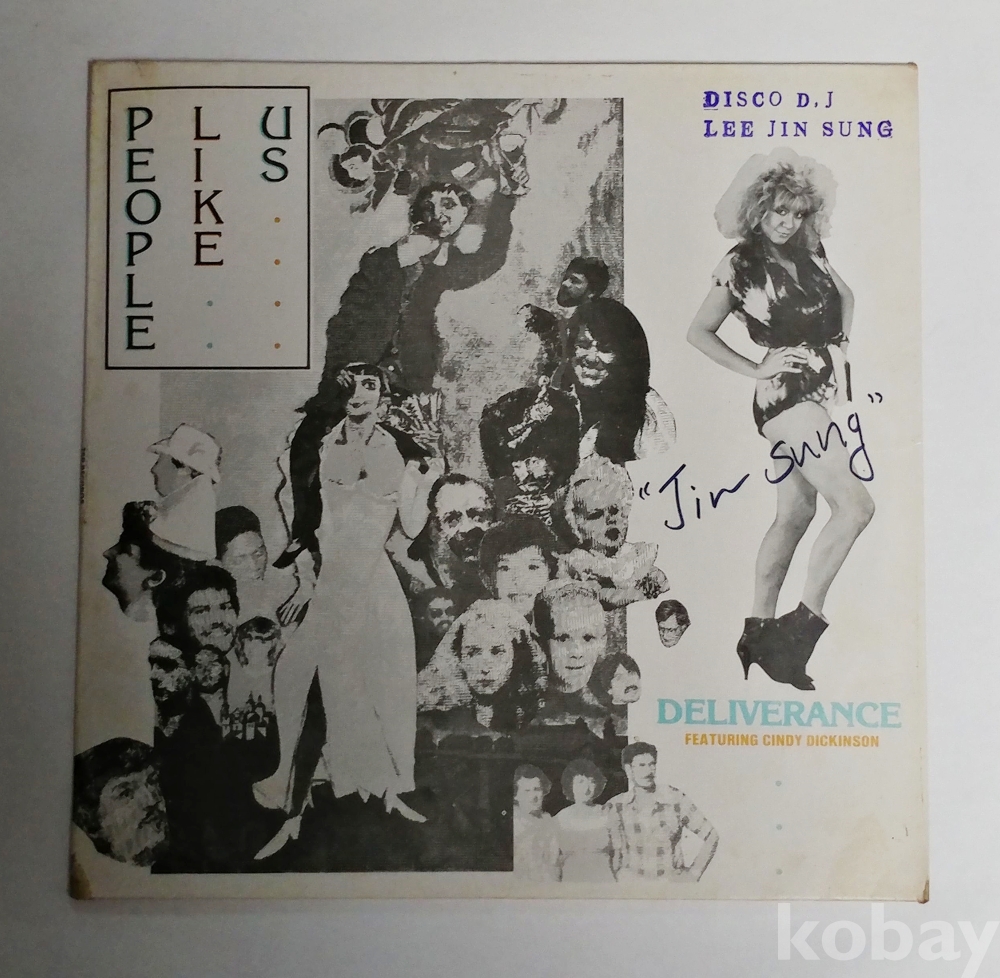 PEOPLE
LIKE
US
DISCO D.J
LEE JIN SUNG
"Jin sung"
DELIVERANCE
FEATURING CINDY DICKINSON
kobay